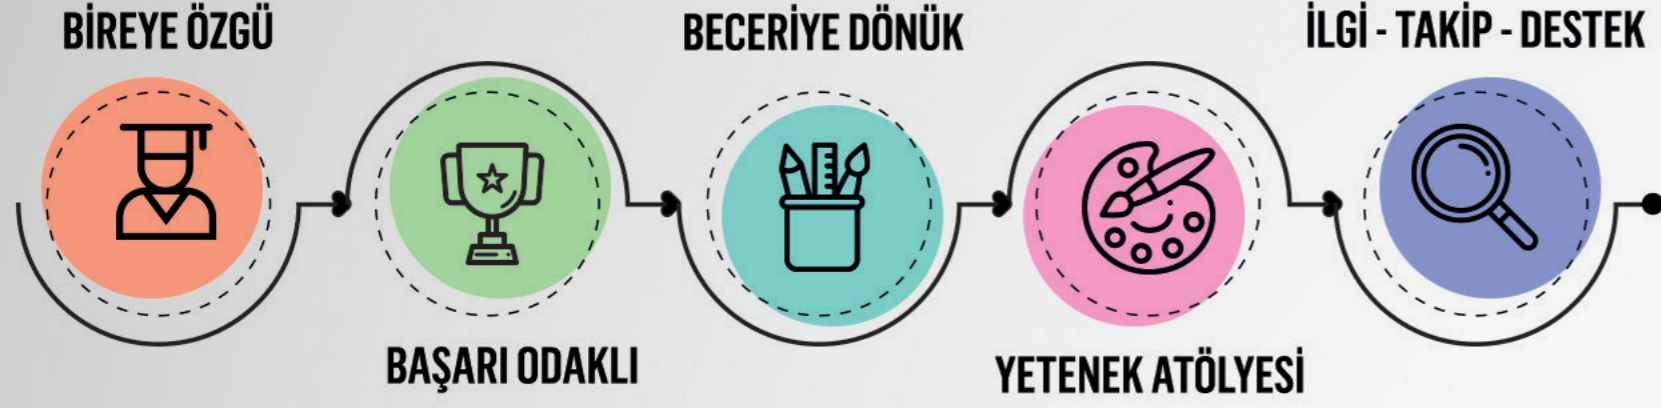 BİREYE ÖZGÜ
BAŞARI ODAKLI
BECERİYE DÖNÜK
YETENEK ATÖLYESİ
İLGİ - TAKİP - DESTEK